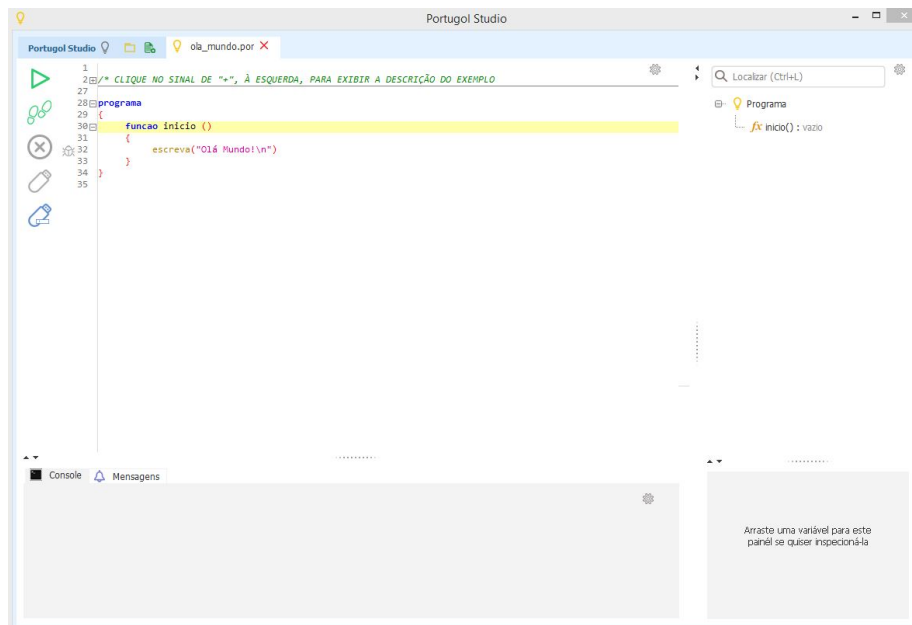 Portugol Studio
Portugol Studio ola_mundo.por
1
2 /* CLIQUE NO SINAL DE "+", À ESQUERDA, PARA EXIBIR A DESCRIÇÃO DO EXEMPLO
27
28 programa
29 {
30 funcao inicio ()
31 {
32 escreva("Olá Mundo!\n")
33 }
34 }
35
Localizar (Ctrl+L)
Programa
fx inicio() : vazio
Console Mensagens
Arraste uma variável para este
painél se quiser inspecioná-la